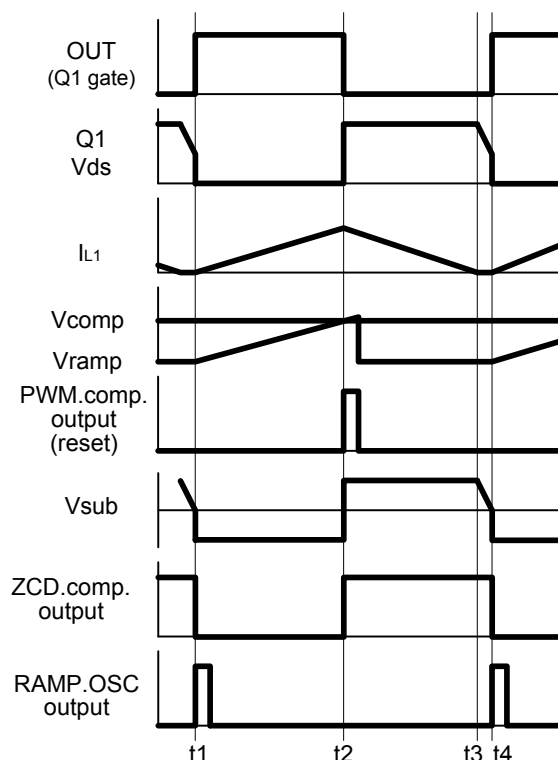 OUT
(Q1 gate)
Q1
Vds
IL1
Vcomp
Vramp
PWM.comp.
output
(reset)
Vsub
ZCD.comp.
output
RAMP.OSC
output
t1 t2 t3 t4